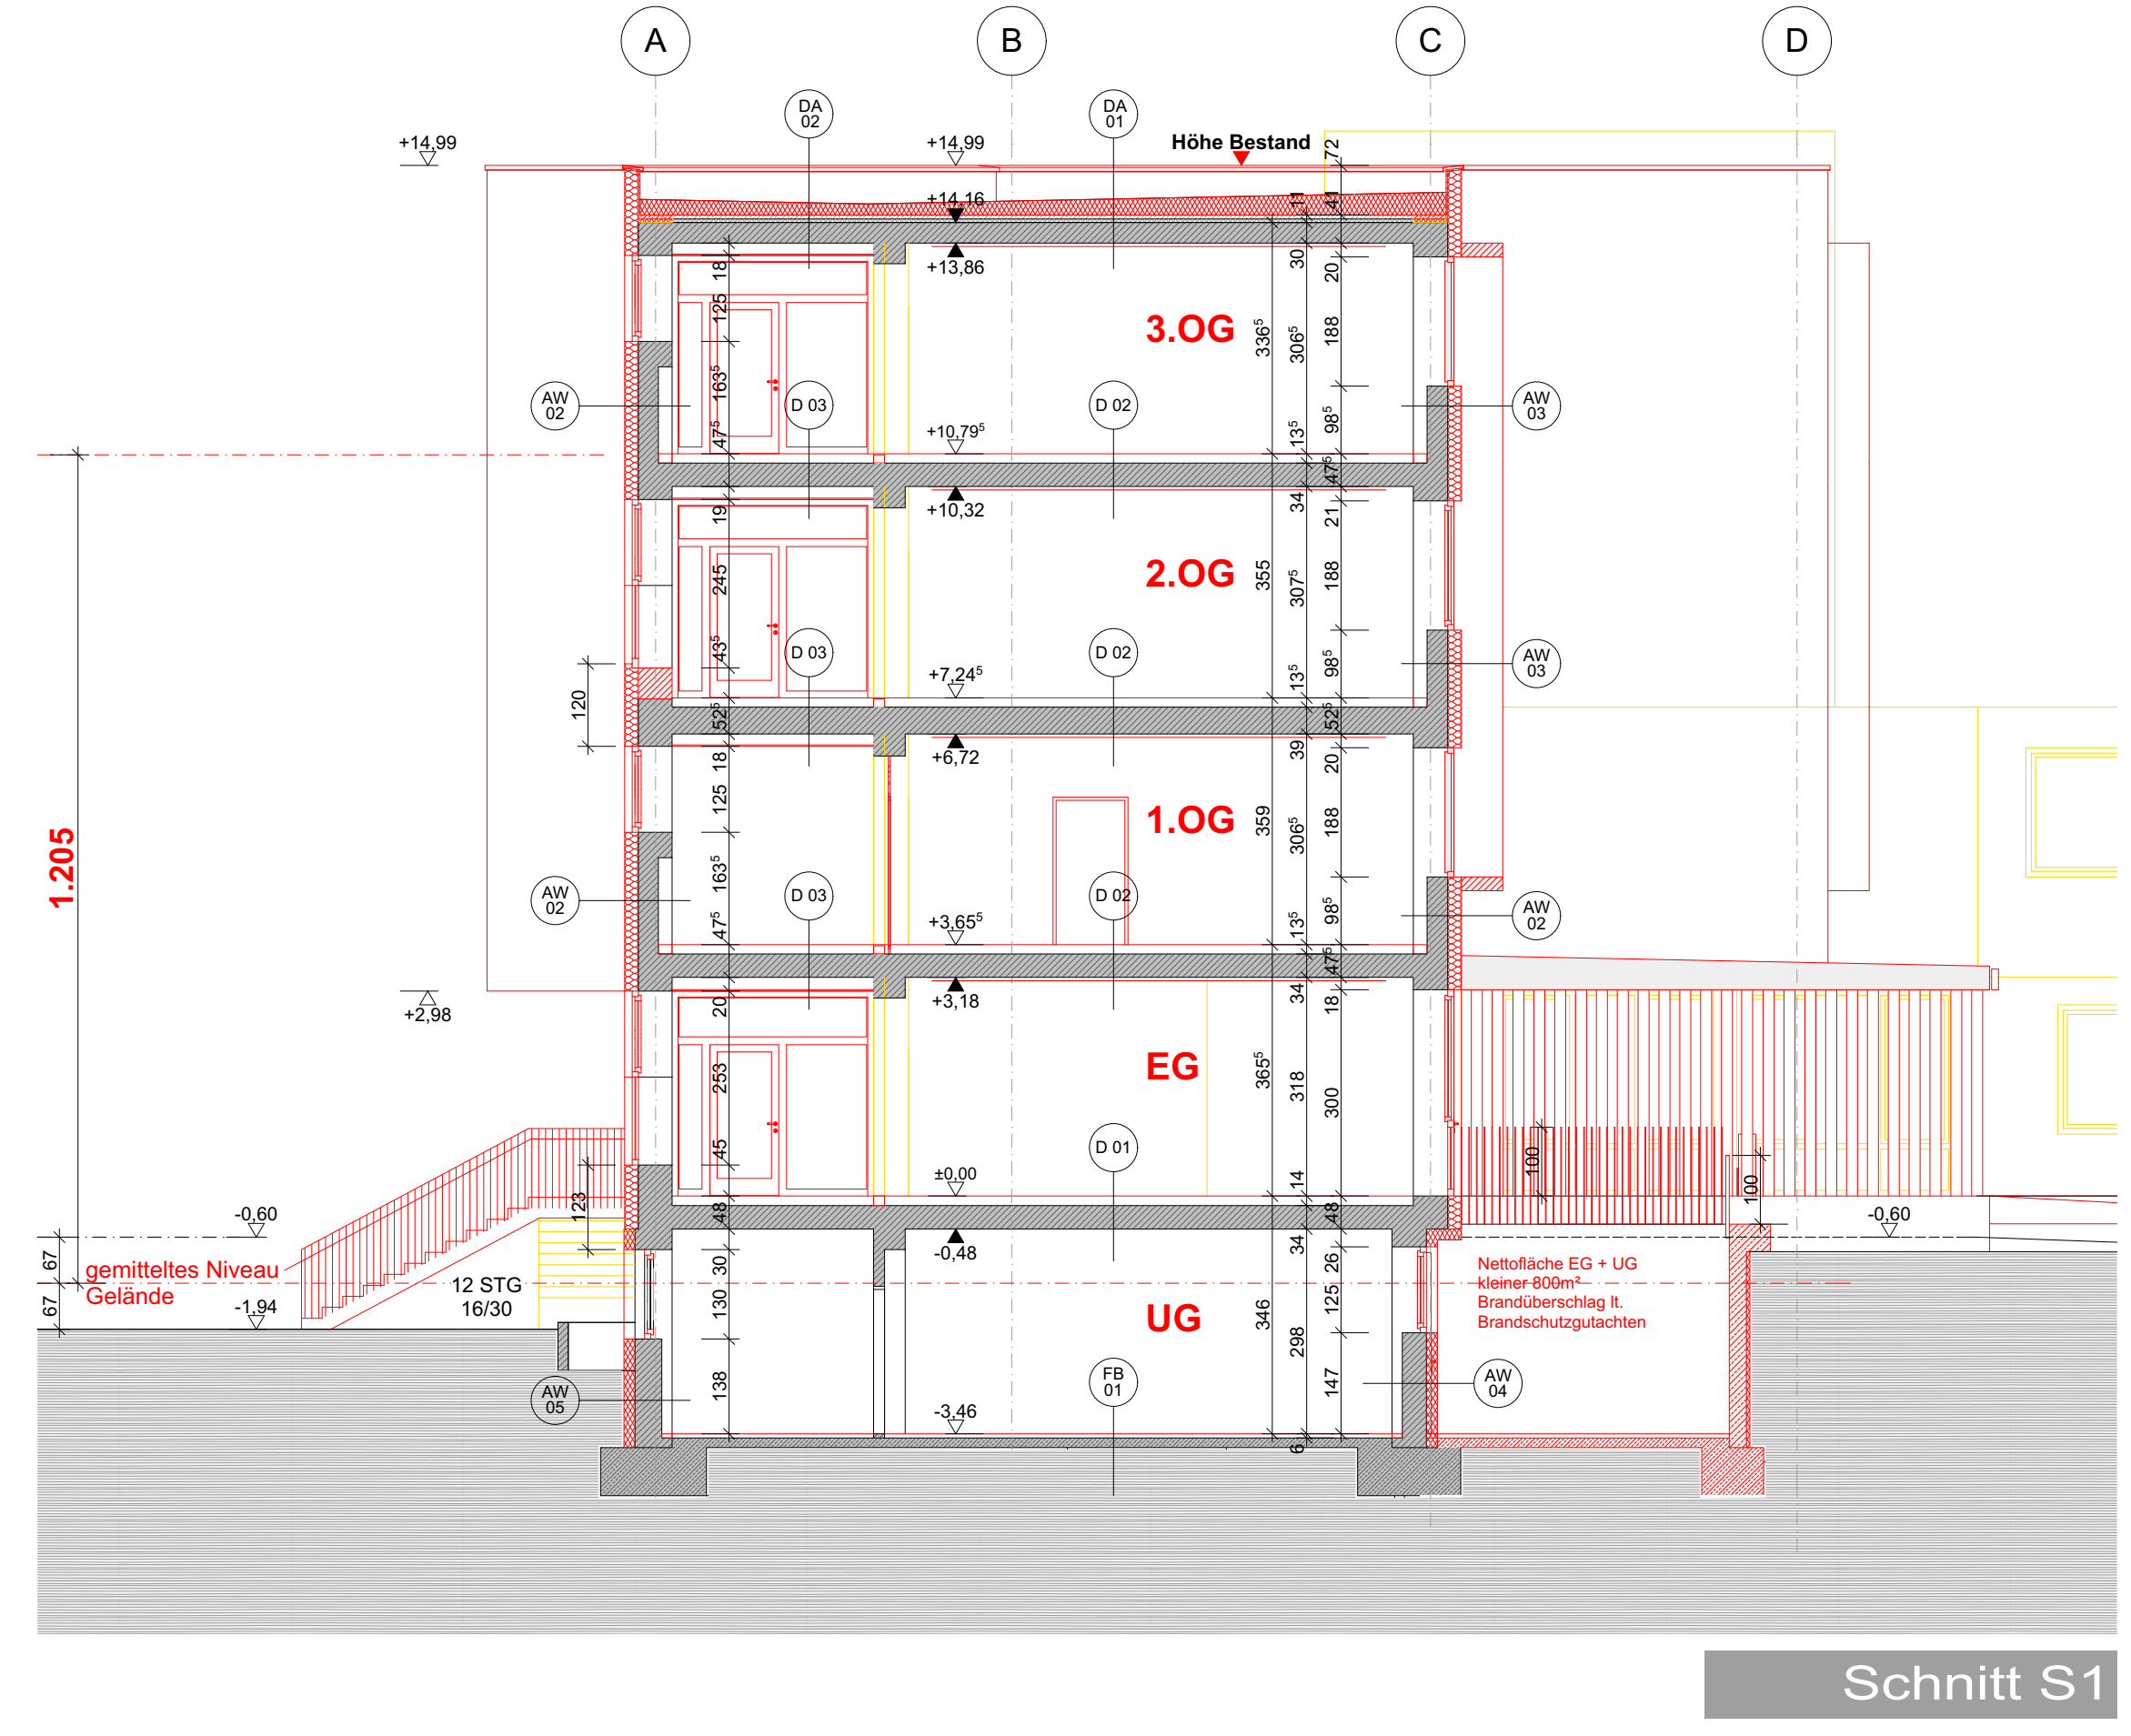 A
B
C
D
DA
02
DA
01
+14,99
+14,99
Höhe Bestand
72
+14,16
11
41
+13,86
18
30
20
125
3.OG
336⁵
306⁵
188
163⁵
AW
02
D 03
D 02
AW
03
47⁵
+10,79⁵
13⁵
98⁵
47⁵
+10,32
19
34
21
245
2.OG
355
307⁵
188
43⁵
D 03
D 02
AW
03
120
+7,24⁵
13⁵
98⁵
52⁵
52⁵
+6,72
18
39
20
125
1.OG
359
306⁵
188
1.205
163⁵
AW
02
D 03
D 02
AW
02
47⁵
+3,65⁵
13⁵
98⁵
47⁵
+2,98
+3,18
20
34
18
253
EG
365⁵
318
300
45
D 01
100
100
±0,00
14
123
48
48
-0,60
-0,60
-0,48
34
67
gemitteltes Niveau
Gelände
30
26
Nettofläche EG + UG
kleiner 800m²
Brandüberschlag lt.
Brandschutzgutachten
12 STG
16/30
67
-1,94
130
UG
346
125
298
138
AW
05
FB
01
147
AW
04
-3,46
6
Schnitt S1